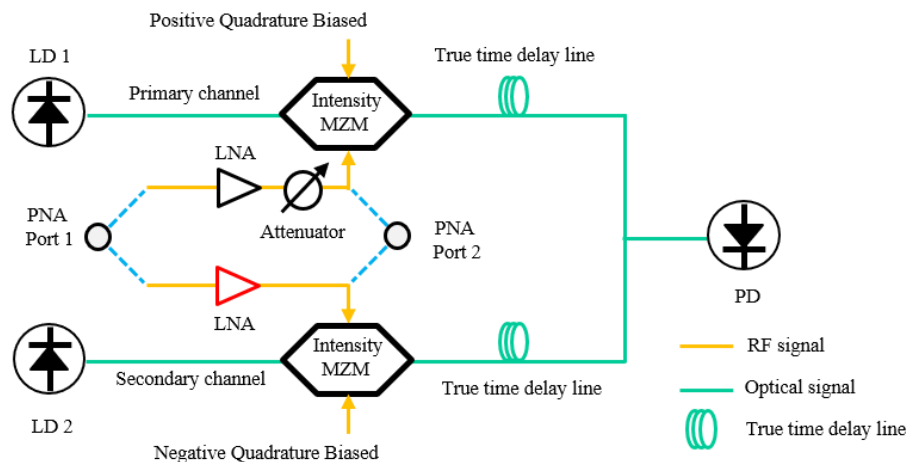 Positive Quadrature Biased
LD 1
True time delay line
Primary channel
Intensity
MZM
LNA
PNA
Port 1
Attenuator
PNA
Port 2
LNA
PD
Intensity
MZM
RF signal
Secondary channel
True time delay line
Optical signal
LD 2
True time delay line
Negative Quadrature Biased